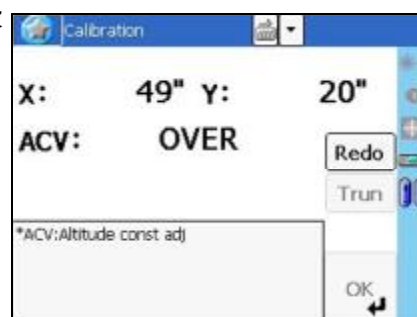 Calibration
X: 49" Y: 20"
ACV: OVER
Redo
Trun
*ACV:Altitude const adj
OK